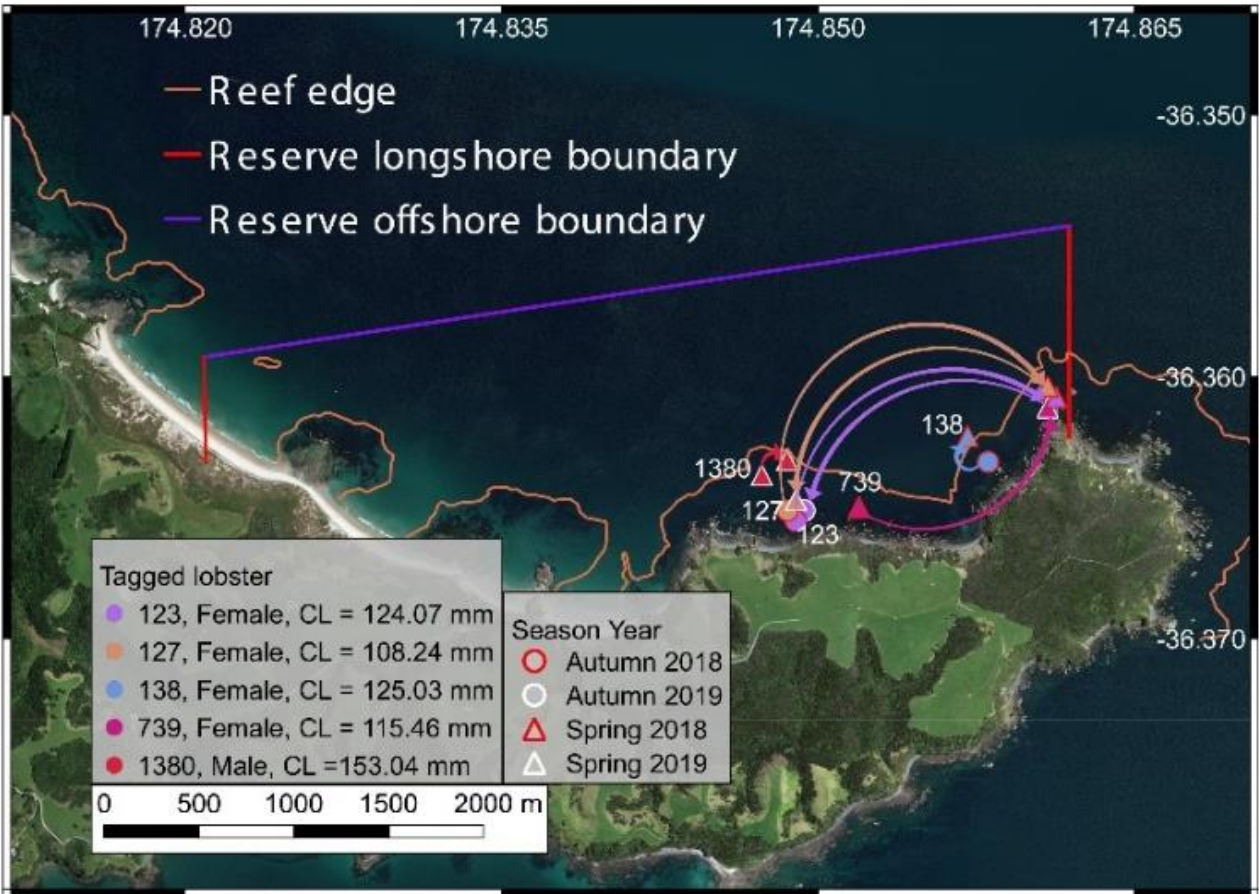 174.820 174.835 174.850 174.865
Reef edge
-36.350
Reserve longshore boundary
Reserve offshore boundary
-36.360
138
1380
739
127
123
-36.370
Tagged lobster
123, Female, CL = 124.07 mm
127, Female, CL = 108.24 mm
138, Female, CL = 125.03 mm
739, Female, CL = 115.46 mm
1380, Male, CL =153.04 mm
Season Year
Autumn 2018
Autumn 2019
Spring 2018
Spring 2019
0 500 1000 1500 2000 m